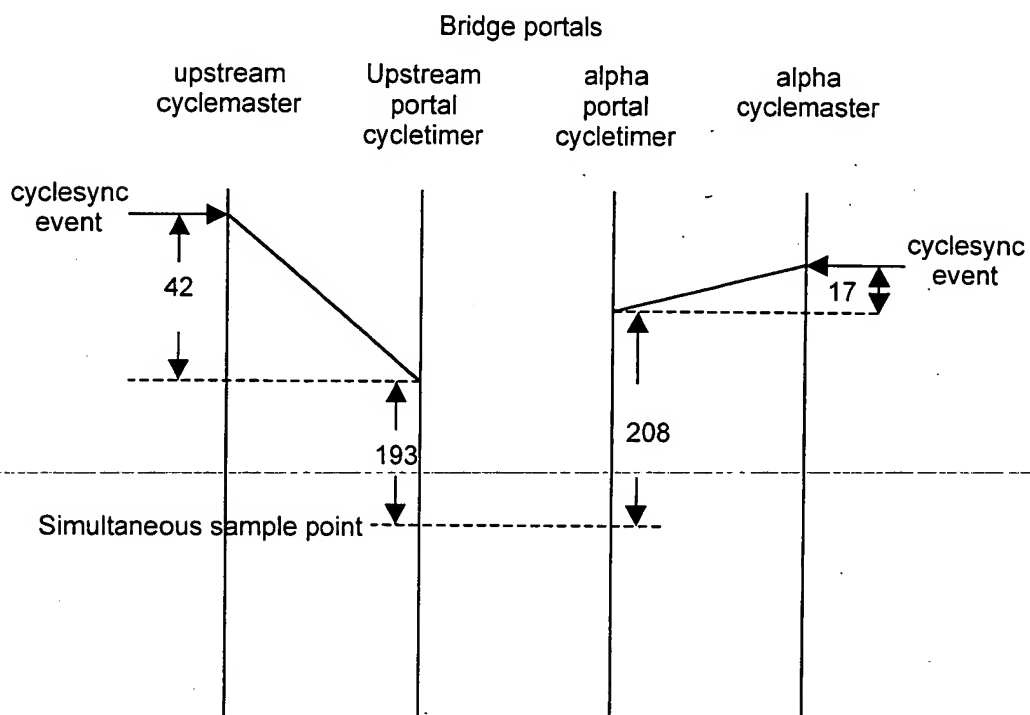 Bridge portals
upstream
cyclemaster
Upstream
portal
cycletimer
alpha
portal
cycletimer
alpha
cyclemaster
cyclesync
event
42
193
Simultaneous sample point
208
17
cyclesync
event